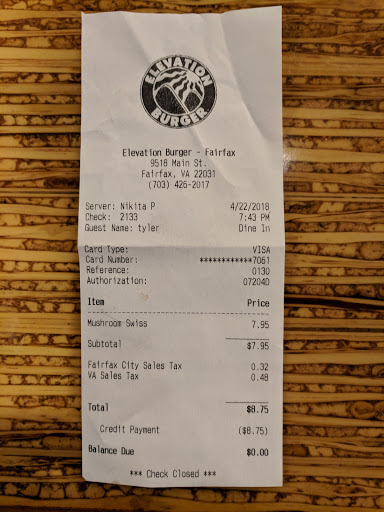 ELEVATION
BURGER
Elevation Burger - Fairfax
9518 Main St.
Fairfax, VA 22031
(703) 426-2017
Server: Nikita P 4/22/2018
Check: 2133 7:43 PM
Guest Name: tyler Dine In
Card Type: VISA
Card Number: ************7061
Reference: 0130
Authorization: 07204D
Item Price
Mushroom Swiss 7.95
Subtotal $7.95
Fairfax City Sales Tax 0.32
VA Sales Tax 0.48
Total $8.75
Credit Payment ($8.75)
Balance Due $0.00
*** Check Closed ***